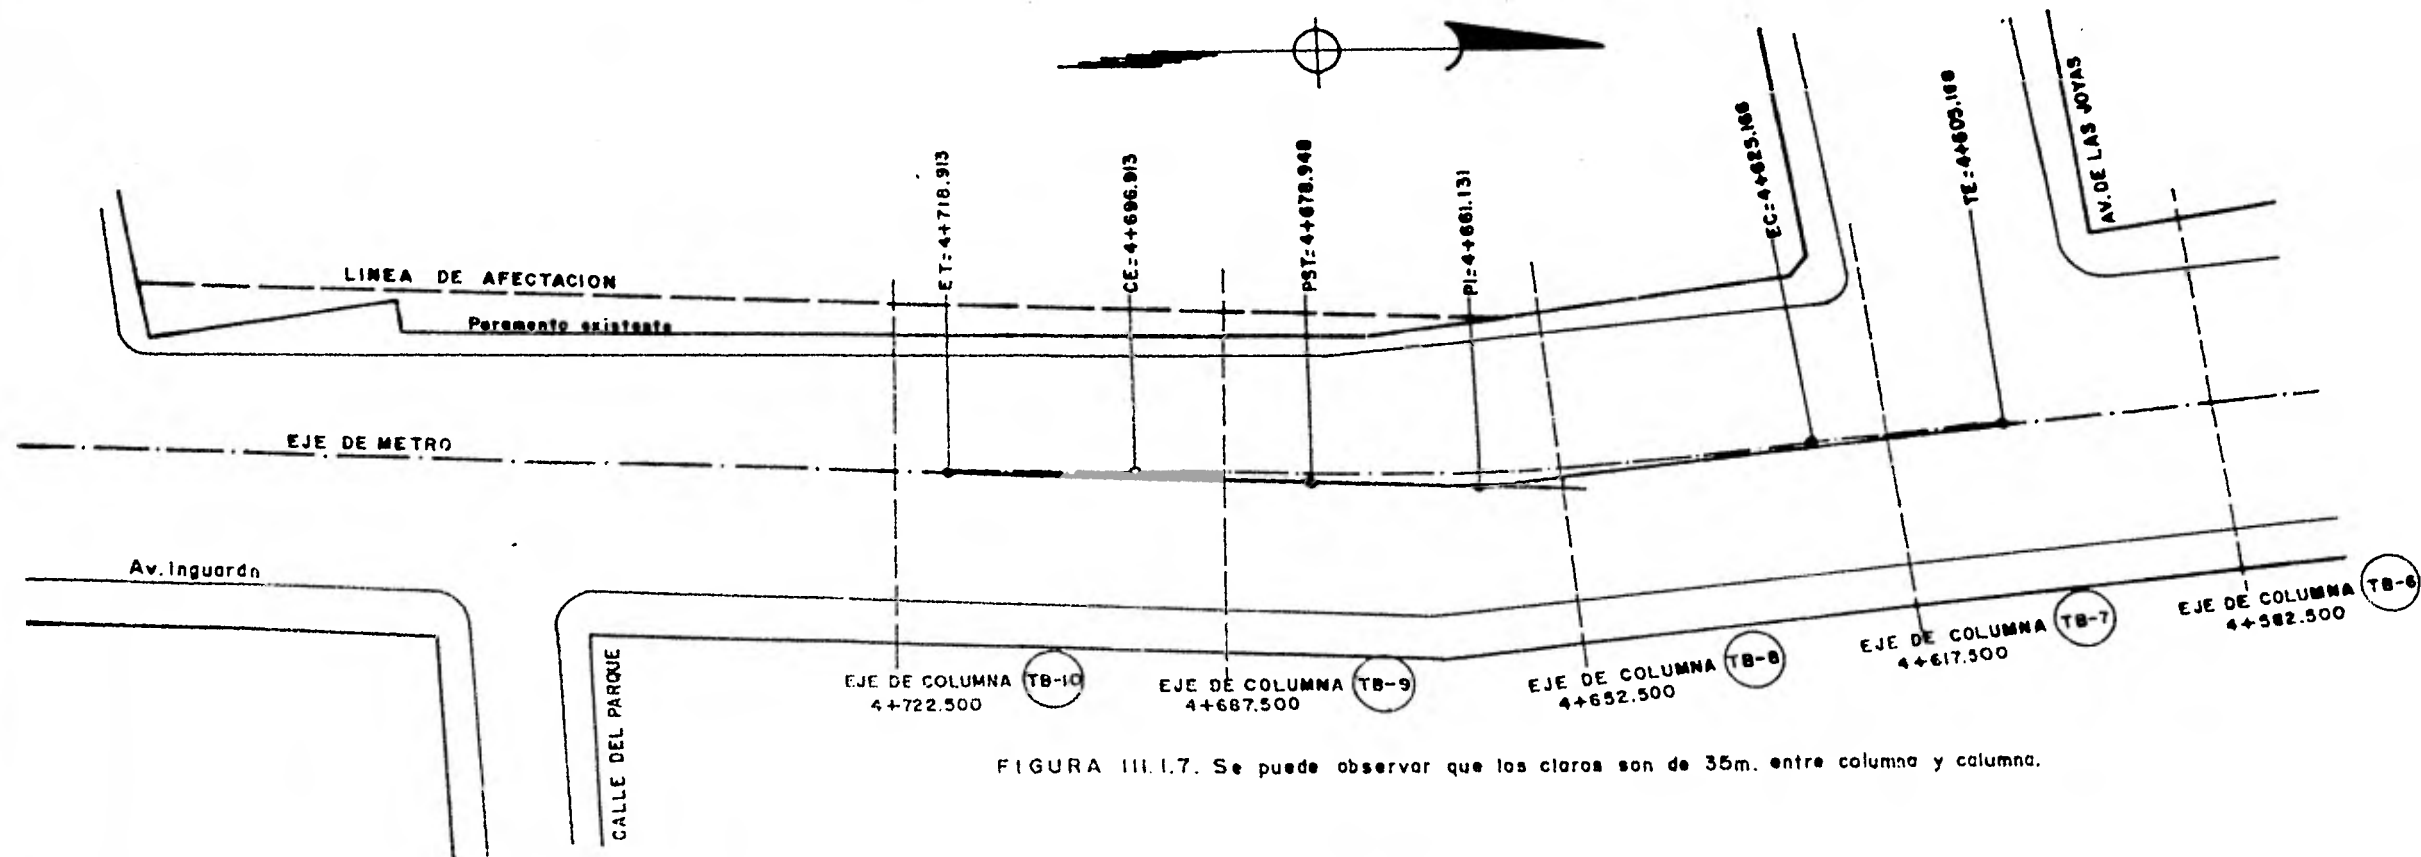 ET=4+718.913
CE=4+696.913
PST=4+678.948
PI=4+661.131
EC=4+625.168
TE=4+605.168
AV. DE LAS JOYAS
LINEA DE AFECTACION
Paramento existente
EJE DE METRO
Av. Inguarán
CALLE DEL PARQUE
EJE DE COLUMNA TB-10
4+722.500
EJE DE COLUMNA TB-9
4+687.500
EJE DE COLUMNA TB-8
4+652.500
EJE DE COLUMNA TB-7
4+617.500
EJE DE COLUMNA TB-6
4+582.500
FIGURA III.1.7. Se puede observar que los claros son de 35m. entre columna y columna.